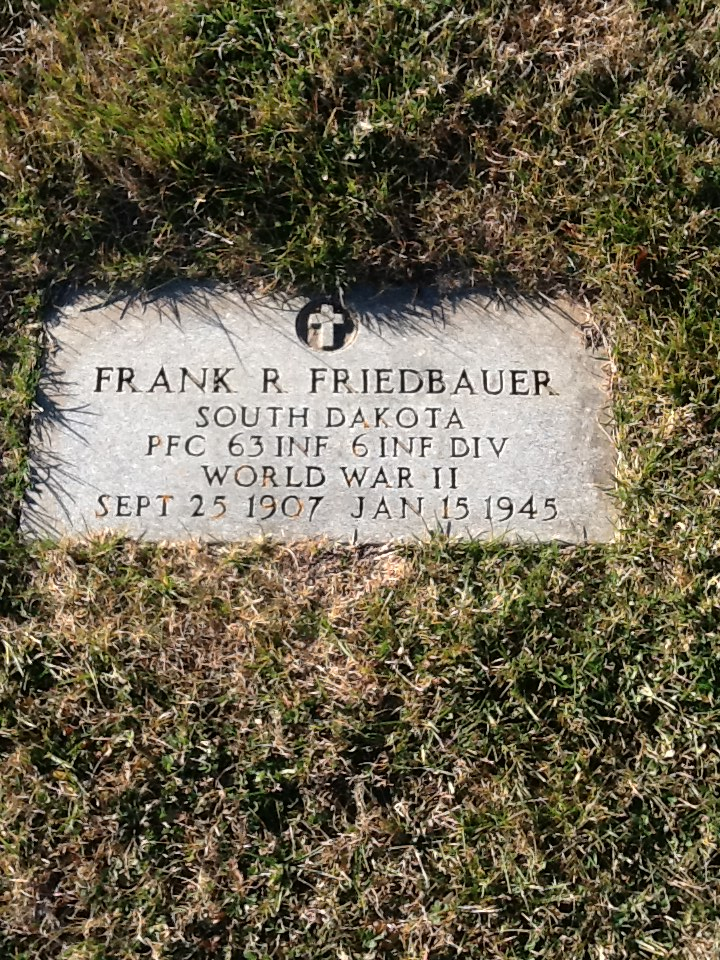 FRANK R FRIEDBAUER
SOUTH DAKOTA
PFC 63 INF 6 INF DIV
WORLD WAR II
SEPT 25 1907 JAN 15 1945